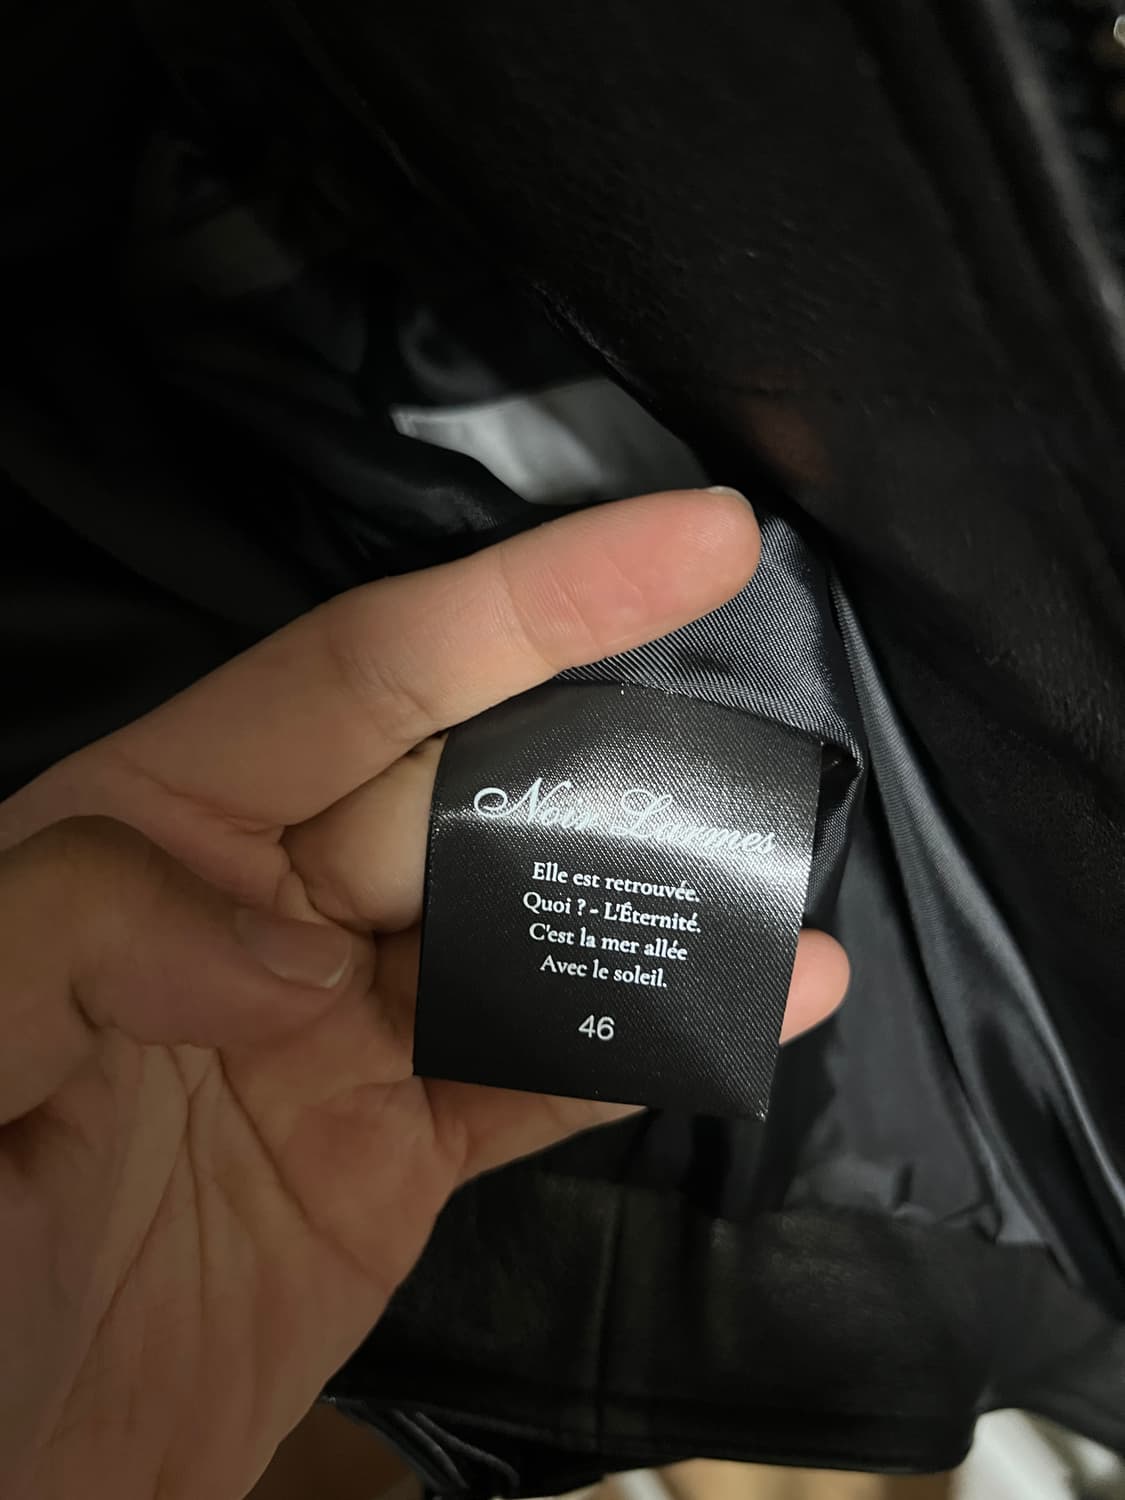 Noir Larmes
Elle est retrouvée.
Quoi ? - L'Éternité.
C'est la mer allée
Avec le soleil.
46